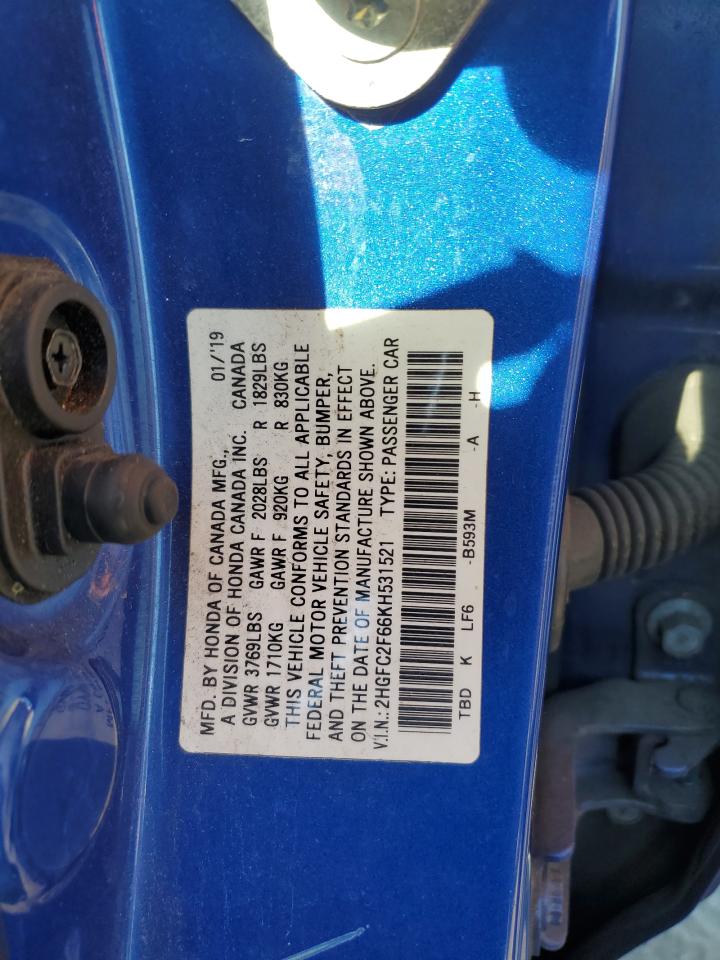 MFD. BY HONDA OF CANADA MFG., 01/'19
A DIVISION OF HONDA CANADA INC. CANADA
GVWR 3769LBS GAWR F 2028LBS R 1829LBS
GVWR 1710KG GAWR F 920KG R 830KG
THIS VEHICLE CONFORMS TO ALL APPLICABLE
FEDERAL MOTOR VEHICLE SAFETY, BUMPER,
AND THEFT PREVENTION STANDARDS IN EFFECT
ON THE DATE OF MANUFACTURE SHOWN ABOVE.
V.I.N.: 2HGFC2F66KH531521 TYPE: PASSENGER CAR
TBD K LF6 -B593M -A -H